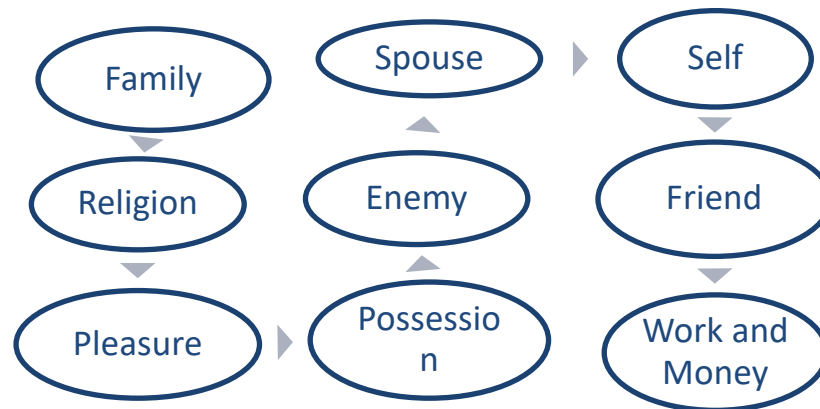 Family
Religion
Pleasure
Possessio
n
Enemy
Spouse
Self
Friend
Work and
Money